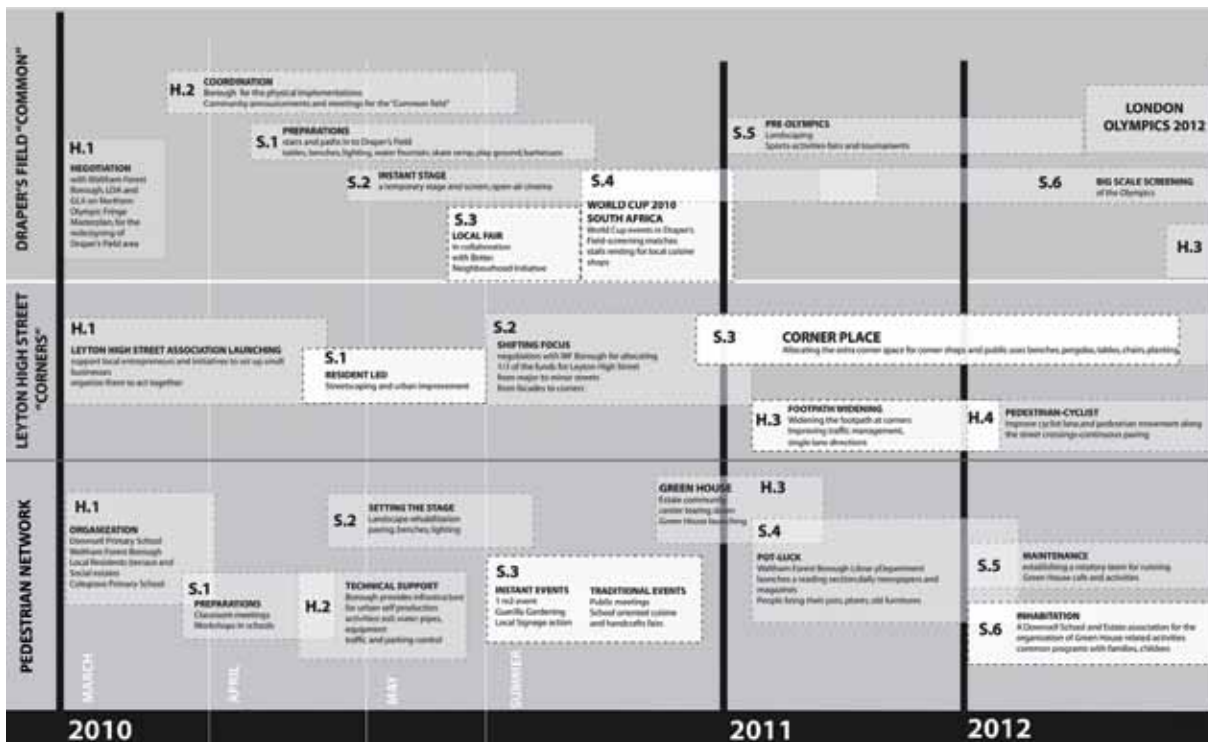 DRAPER'S FIELD "COMMON"
H.1
NEGOTIATION
with Waltham Forest
Borough, LDA and
GLA on Northern
Olympic Fringe
Masterplan, for the
redesigning of
Draper's Field area
H.2
COORDINATION
Borough for the physical implementations
Community announcements and meetings for the "Common field"
S.1
PREPARATIONS
stairs and paths in to Draper's Field
tables, benches, lighting, water fountain, skate ramp, play ground, barbecues
S.2
INSTANT STAGE
a temporary stage and screen, open air cinema
S.3
LOCAL FAIR
in collaboration
with Better
Neighbourhood Initiative
S.4
WORLD CUP 2010
SOUTH AFRICA
World Cup events in Draper's
Field-screening matches
stalls renting for local cuisine
shops
S.5
PRE-OLYMPICS
Landscaping
Sports activities fairs and tournaments
LONDON
OLYMPICS 2012
S.6
BIG SCALE SCREENING
of the Olympics
H.3
LEYTON HIGH STREET
"CORNERS"
H.1
LEYTON HIGH STREET ASSOCIATION LAUNCHING
support local entrepreneurs and initiatives to set up small
businesses
organise them to act together
S.1
RESIDENT LED
Streetscaping and urban improvement
S.2
SHIFTING FOCUS
negotiation with WF Borough for allocating
1/3 of the funds for Leyton High Street
from major to minor streets
from facades to corners
S.3
CORNER PLACE
Allocating the extra corner space for corner shops and public uses benches, pergolas, tables, chairs, planting
H.3
FOOTPATH WIDENING
Widening the footpath at corners
Improving traffic management,
single lane directions
H.4
PEDESTRIAN-CYCLIST
Improve cyclist lane and pedestrian movement along
the street crossings-continuous paving
PEDESTRIAN NETWORK
H.1
ORGANIZATION
Downsell Primary School
Waltham Forest Borough
Local Residents terrace and
Social estates
Colegrave Primary School
S.1
PREPARATIONS
Classroom meetings
Workshops in schools
S.2
SETTING THE STAGE
Landscape rehabilitation
paving, benches, lighting
H.2
TECHNICAL SUPPORT
Borough provides infrastructure
for urban self production
activities: soil, water pipes,
equipment
traffic and parking control
S.3
INSTANT EVENTS
1 m2 event
Guerilla Gardening
Local Signage action
TRADITIONAL EVENTS
Public meetings
School oriented cuisine
and handcrafts fairs
GREEN HOUSE
H.3
Estate community
center tearing down
Green House launching
S.4
POT-LUCK
Waltham Forest Borough Library Department
launches a reading section: daily newspapers and
magazines
People bring their pots, plants, old furnitures
S.5
MAINTENANCE
establishing a rotatory team for running
Green House cafe and activities
S.6
INHABITATION
A Downsell School and Estate association for the
organisation of Green House related activities
common programs with families, children
MARCH
APRIL
MAY
SUMMER
2010
2011
2012